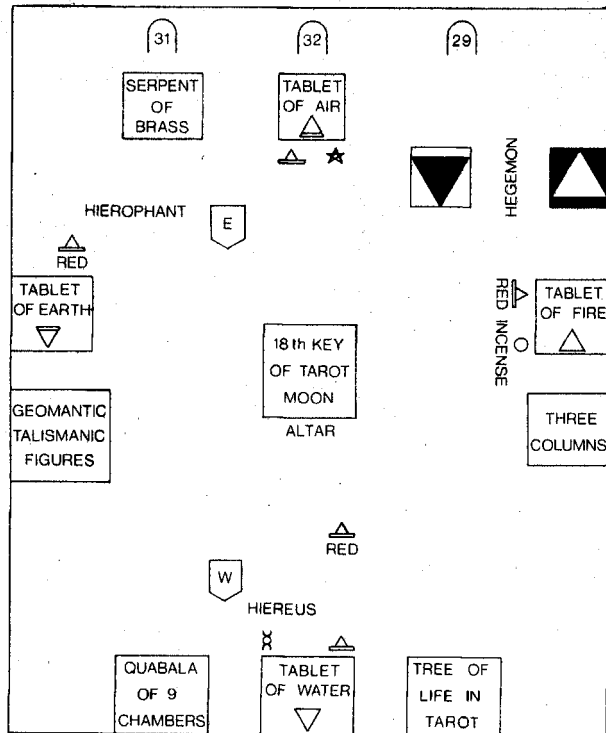 31
32
29
SERPENT
OF
BRASS
TABLET
OF AIR
HEGEMON
HIEROPHANT
E
RED
TABLET
OF EARTH
RED INCENSE
TABLET
OF FIRE
18th KEY
OF TAROT
MOON
ALTAR
GEOMANTIC
TALISMANIC
FIGURES
THREE
COLUMNS
RED
W
HIEREUS
QUABALA
OF 9
CHAMBERS
TABLET
OF WATER
TREE OF
LIFE IN
TAROT